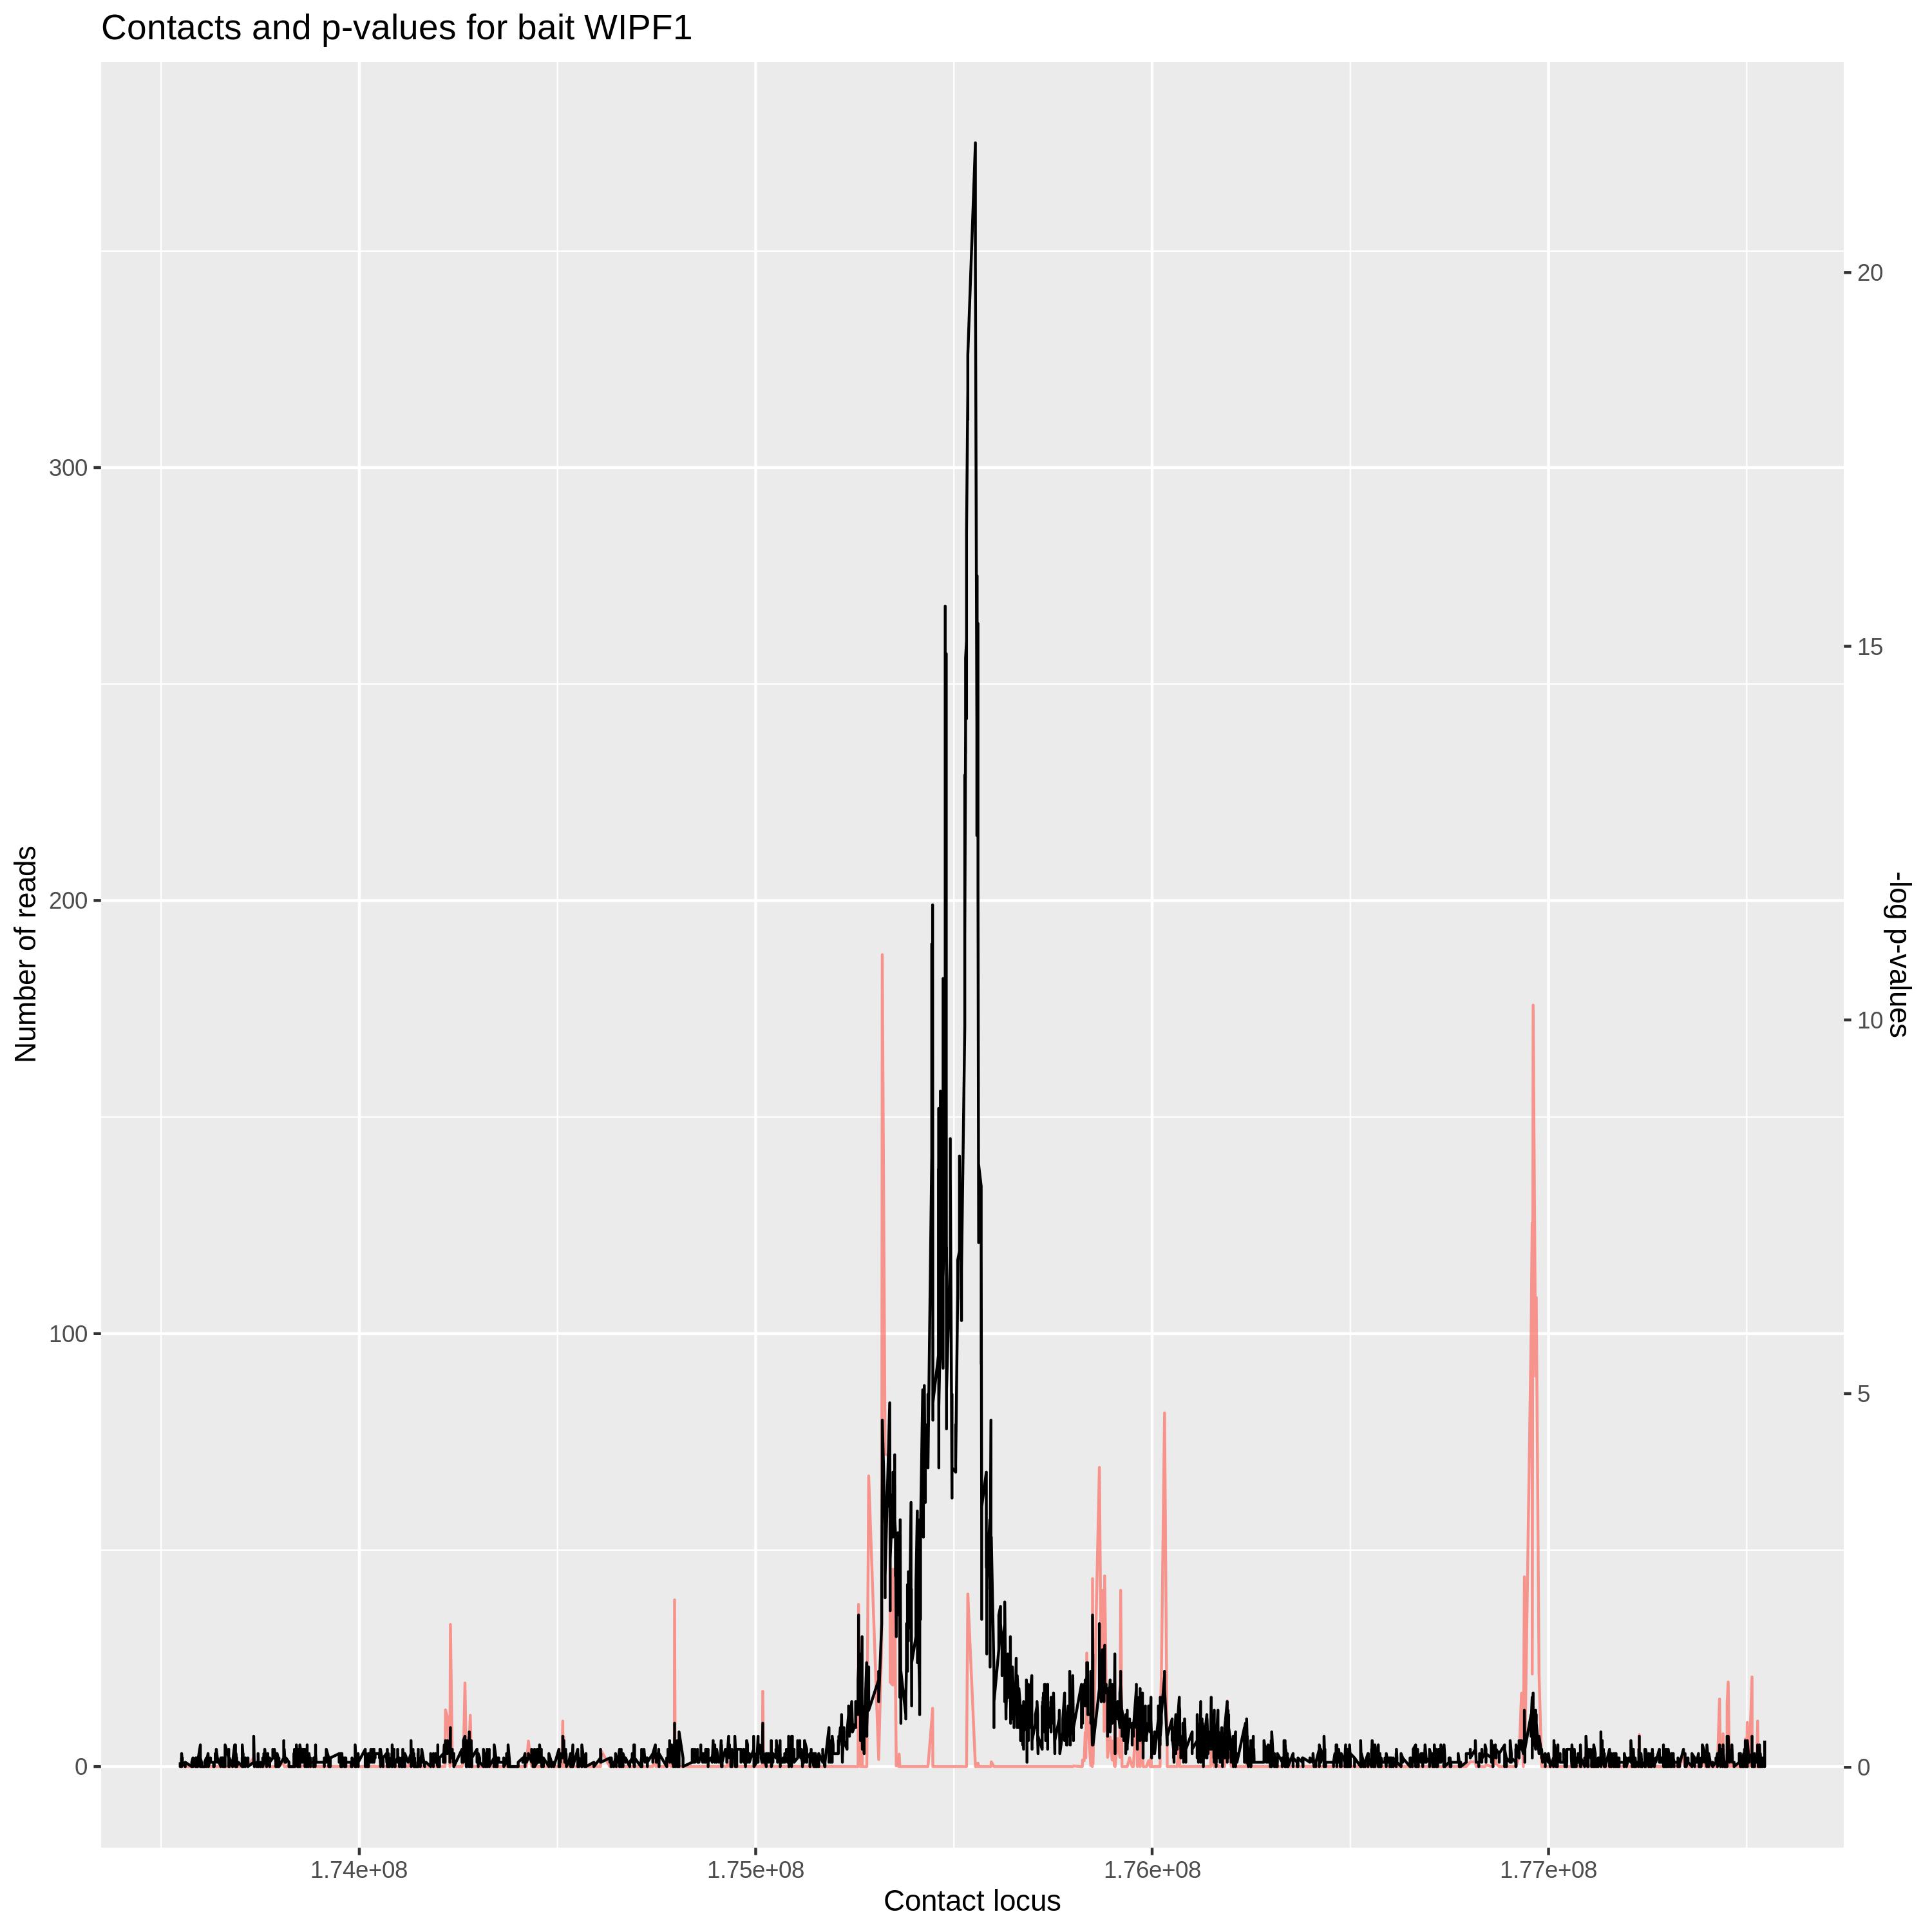 Contacts and p-values for bait WIPF1
Number of reads
300
200
100
0
20
15
10
5
0
-log p-values
1.74e+08
1.75e+08
1.76e+08
1.77e+08
Contact locus